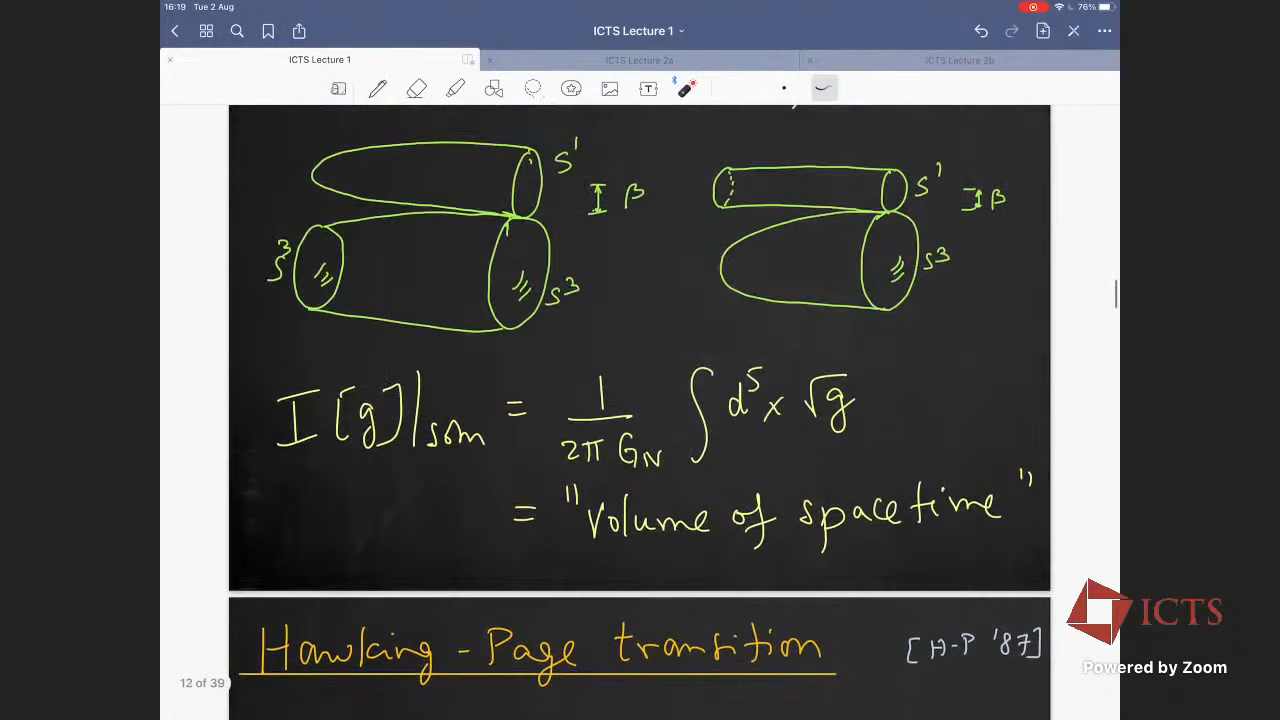 16:19 Tue 2 Aug
76%
ICTS Lecture 1
ICTS Lecture 1
ICTS Lecture 2a
ICTS Lecture 2b
S¹
β
S³
S³
S¹
β
S³
I[g]|soln = 1/(2π G_N) ∫ d⁵x √g
= "Volume of spacetime"
Hawking-Page transition [H-P '87]
12 of 39
ICTS
Powered by Zoom